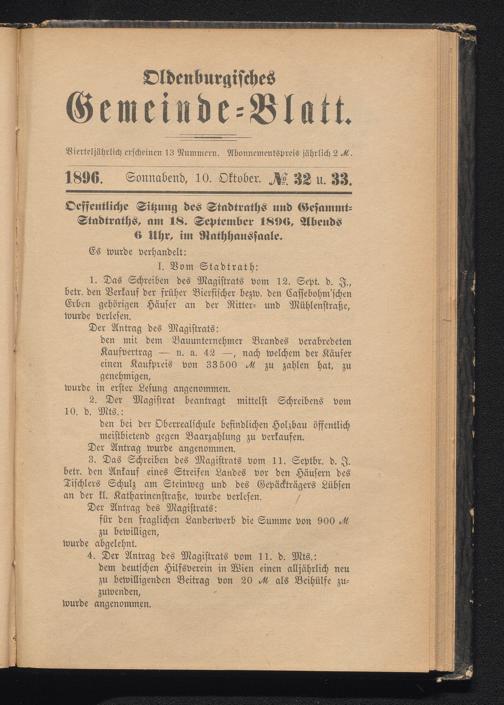 Oldenburgisches
Gemeinde=Blatt.
Vierteljährlich erscheinen 13 Nummern. Abonnementspreis jährlich 2 ℳ.
1896. Sonnabend, 10. Oktober. № 32 u. 33.
Oeffentliche Sitzung des Stadtraths und Gesammt=
Stadtraths, am 18. September 1896, Abends
6 Uhr, im Rathhaussaale.
Es wurde verhandelt:
I. Vom Stadtrath:
1. Das Schreiben des Magistrats vom 12. Sept. d. J.,
betr. den Verkauf der früher Bierfischer bezw. den Cassebohm'schen
Erben gehörigen Häuser an der Ritter= und Mühlenstraße,
wurde verlesen.
Der Antrag des Magistrats:
den mit dem Bauunternehmer Brandes verabredeten
Kaufvertrag — n. a. 42 —, nach welchem der Käufer
einen Kaufpreis von 33500 ℳ zu zahlen hat, zu
genehmigen,
wurde in erster Lesung angenommen.
2. Der Magistrat beantragt mittelst Schreibens vom
10. d. Mts.:
den bei der Oberrealschule befindlichen Holzbau öffentlich
meistbietend gegen Baarzahlung zu verkaufen.
Der Antrag wurde angenommen.
3. Das Schreiben des Magistrats vom 11. Septbr. d. J.
betr. den Ankauf eines Streifen Landes vor den Häusern des
Tischlers Schulz am Steinweg und des Gepäckträgers Lübsen
an der kl. Katharinenstraße, wurde verlesen.
Der Antrag des Magistrats:
für den fraglichen Landerwerb die Summe von 900 ℳ
zu bewilligen,
wurde abgelehnt.
4. Der Antrag des Magistrats vom 11. d. Mts.:
dem deutschen Hilfsverein in Wien einen alljährlich neu
zu bewilligenden Beitrag von 20 ℳ als Beihülfe zu=
zuwenden,
wurde angenommen.